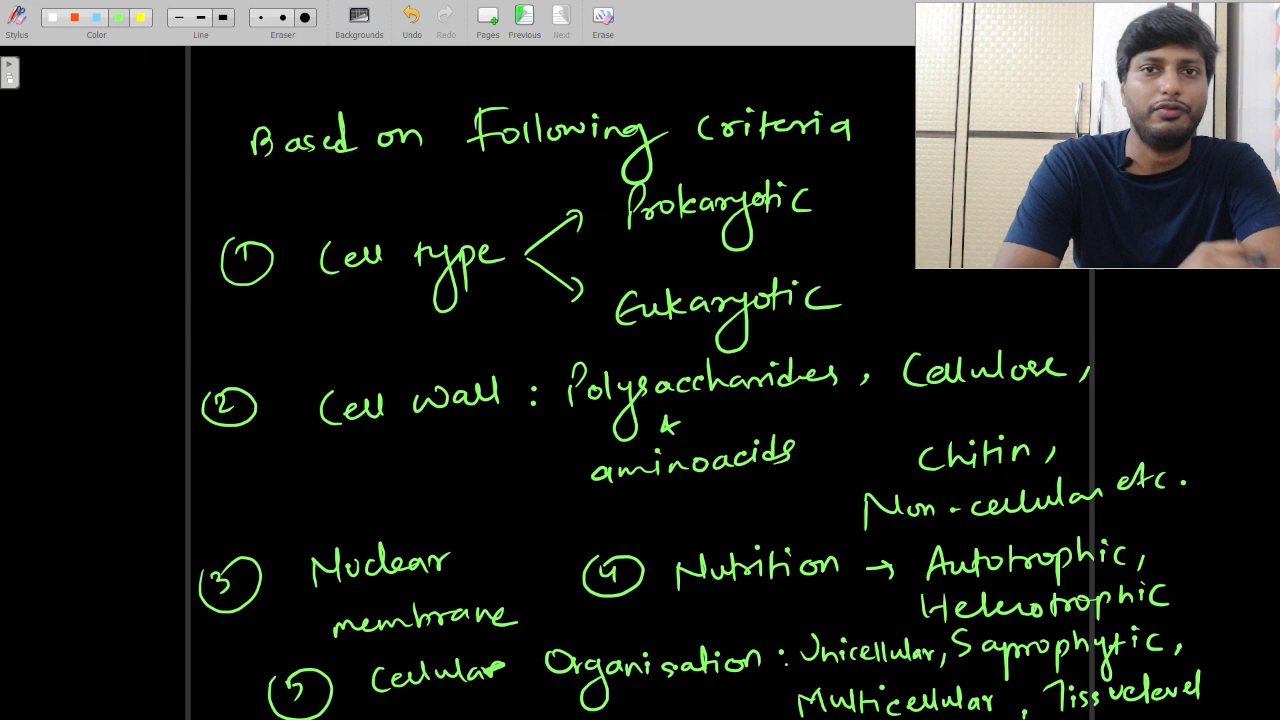 Stylus Color Line Eraser Backgrounds Undo Redo Pages Previous Next Erase
Based on Following criteria
① Cell type
Prokaryotic
Eukaryotic
② Cell wall : Polysaccharides, Cellulose,
&
aminoacids
Chitin,
Non-cellular etc.
③ Nuclear
membrane
④ Nutrition → Autotrophic,
Heterotrophic
Saprophytic,
⑤ Cellular Organisation : Unicellular,
Multicellular, Tissue level